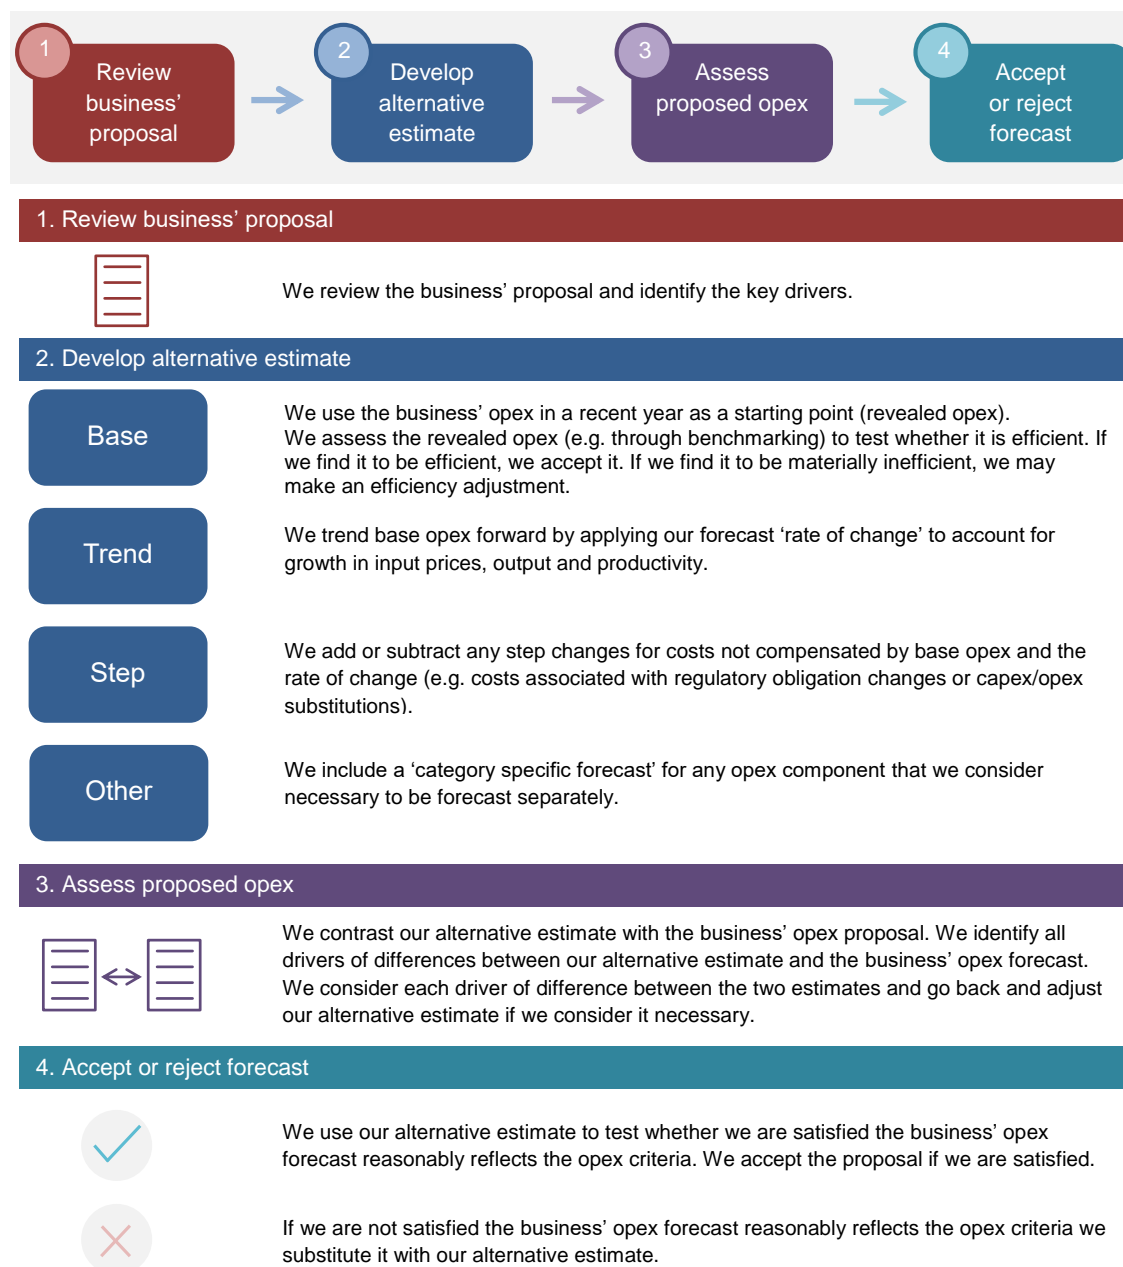 1
Review
business’
proposal
2
Develop
alternative
estimate
3
Assess
proposed opex
4
Accept
or reject
forecast
1. Review business’ proposal
We review the business’ proposal and identify the key drivers.
2. Develop alternative estimate
Base
We use the business’ opex in a recent year as a starting point (revealed opex).
We assess the revealed opex (e.g. through benchmarking) to test whether it is efficient. If
we find it to be efficient, we accept it. If we find it to be materially inefficient, we may
make an efficiency adjustment.
Trend
We trend base opex forward by applying our forecast ‘rate of change’ to account for
growth in input prices, output and productivity.
Step
We add or subtract any step changes for costs not compensated by base opex and the
rate of change (e.g. costs associated with regulatory obligation changes or capex/opex
substitutions).
Other
We include a ‘category specific forecast’ for any opex component that we consider
necessary to be forecast separately.
3. Assess proposed opex
We contrast our alternative estimate with the business’ opex proposal. We identify all
drivers of differences between our alternative estimate and the business’ opex forecast.
We consider each driver of difference between the two estimates and go back and adjust
our alternative estimate if we consider it necessary.
4. Accept or reject forecast
We use our alternative estimate to test whether we are satisfied the business’ opex
forecast reasonably reflects the opex criteria. We accept the proposal if we are satisfied.
If we are not satisfied the business’ opex forecast reasonably reflects the opex criteria we
substitute it with our alternative estimate.